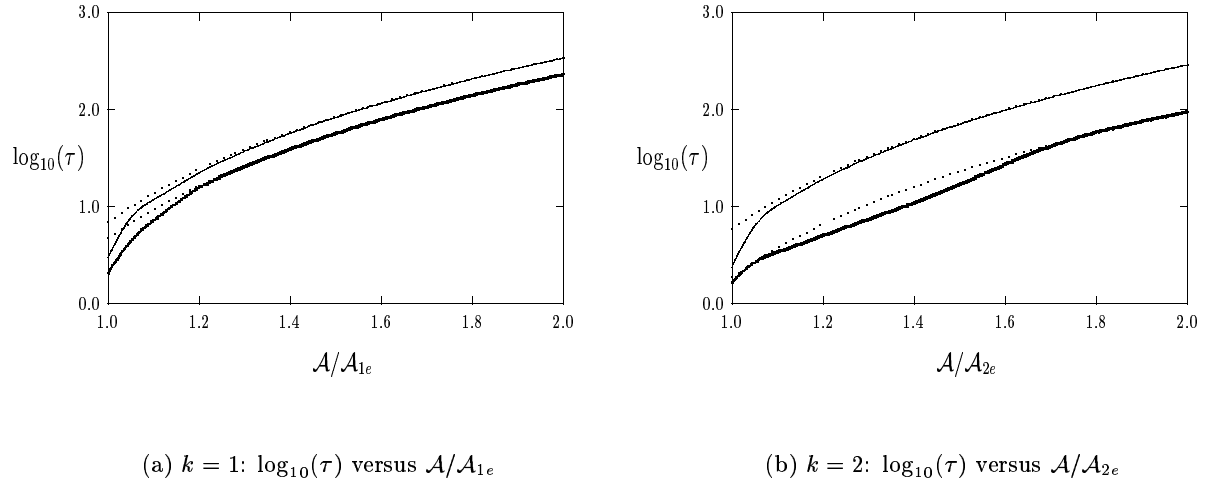 3.0
2.0
log₁₀(τ)
1.0
0.0
1.0 1.2 1.4 1.6 1.8 2.0
𝒜/𝒜₁ₑ
(a) k = 1: log₁₀(τ) versus 𝒜/𝒜₁ₑ
3.0
2.0
log₁₀(τ)
1.0
0.0
1.0 1.2 1.4 1.6 1.8 2.0
𝒜/𝒜₂ₑ
(b) k = 2: log₁₀(τ) versus 𝒜/𝒜₂ₑ